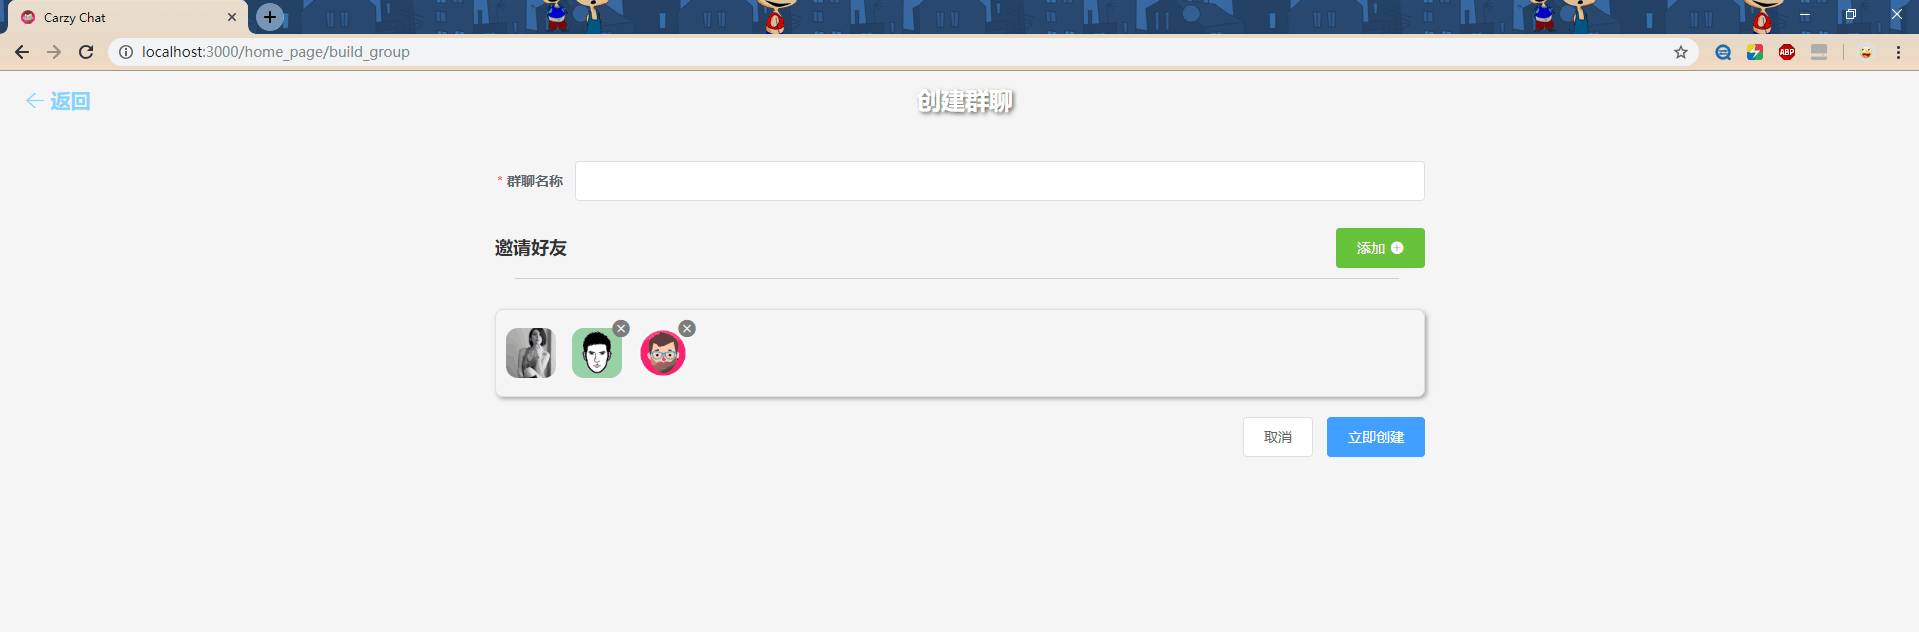 Carzy Chat
localhost:3000/home_page/build_group
ABP
返回
创建群聊
* 群聊名称
邀请好友
添加
取消
立即创建